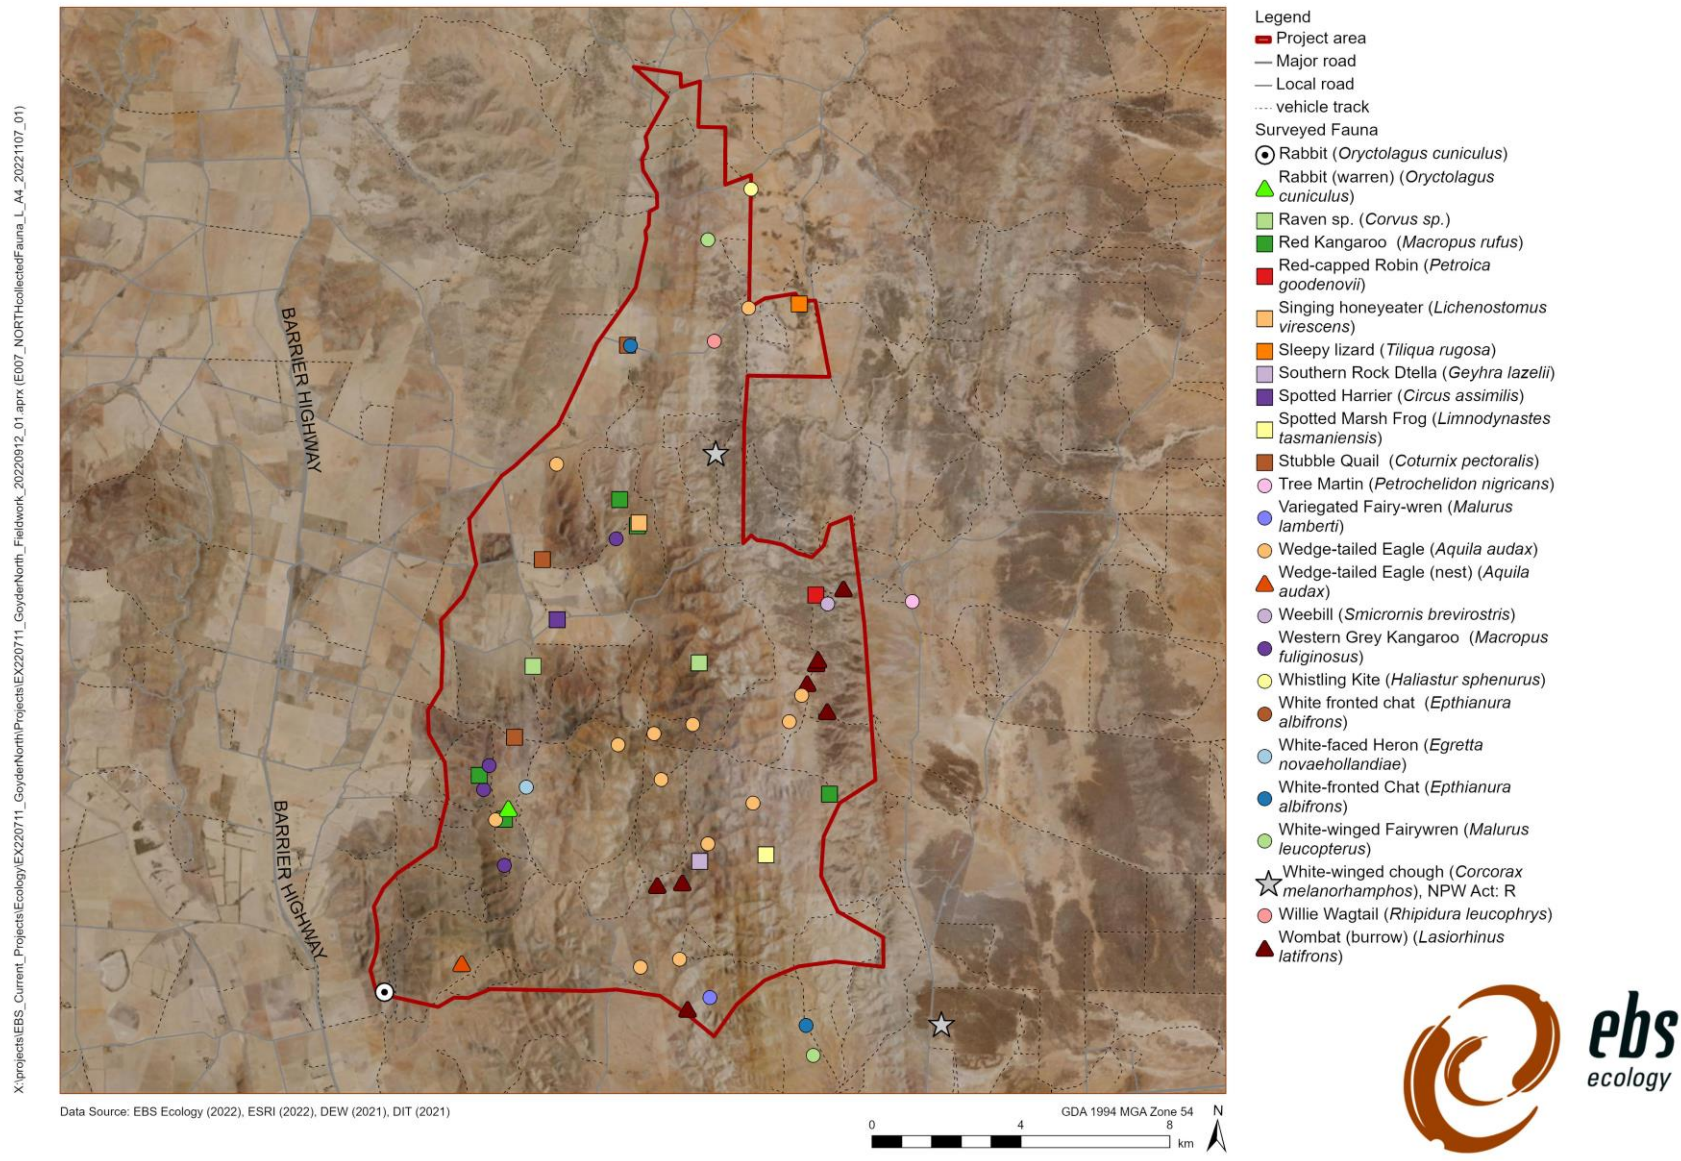 X:\projects\EBS_Current_Projects\Ecology\EX220711_GoyderNorth\Projects\EX220711_GoyderNorth_Fieldwork_20220912_01.aprx (E007_NORTHcollectedFauna_L_A4_20221107_01)
BARRIER HIGHWAY
BARRIER HIGHWAY
Legend
Project area
Major road
Local road
vehicle track
Surveyed Fauna
Rabbit (Oryctolagus cuniculus)
Rabbit (warren) (Oryctolagus
cuniculus)
Raven sp. (Corvus sp.)
Red Kangaroo (Macropus rufus)
Red-capped Robin (Petroica
goodenovii)
Singing honeyeater (Lichenostomus
virescens)
Sleepy lizard (Tiliqua rugosa)
Southern Rock Dtella (Geyhra lazelii)
Spotted Harrier (Circus assimilis)
Spotted Marsh Frog (Limnodynastes
tasmaniensis)
Stubble Quail (Coturnix pectoralis)
Tree Martin (Petrochelidon nigricans)
Variegated Fairy-wren (Malurus
lamberti)
Wedge-tailed Eagle (Aquila audax)
Wedge-tailed Eagle (nest) (Aquila
audax)
Weebill (Smicrornis brevirostris)
Western Grey Kangaroo (Macropus
fuliginosus)
Whistling Kite (Haliastur sphenurus)
White fronted chat (Epthianura
albifrons)
White-faced Heron (Egretta
novaehollandiae)
White-fronted Chat (Epthianura
albifrons)
White-winged Fairywren (Malurus
leucopterus)
White-winged chough (Corcorax
melanorhamphos), NPW Act: R
Willie Wagtail (Rhipidura leucophrys)
Wombat (burrow) (Lasiorhinus
latifrons)
ebs
ecology
Data Source: EBS Ecology (2022), ESRI (2022), DEW (2021), DIT (2021)
GDA 1994 MGA Zone 54
N
0 4 8
km